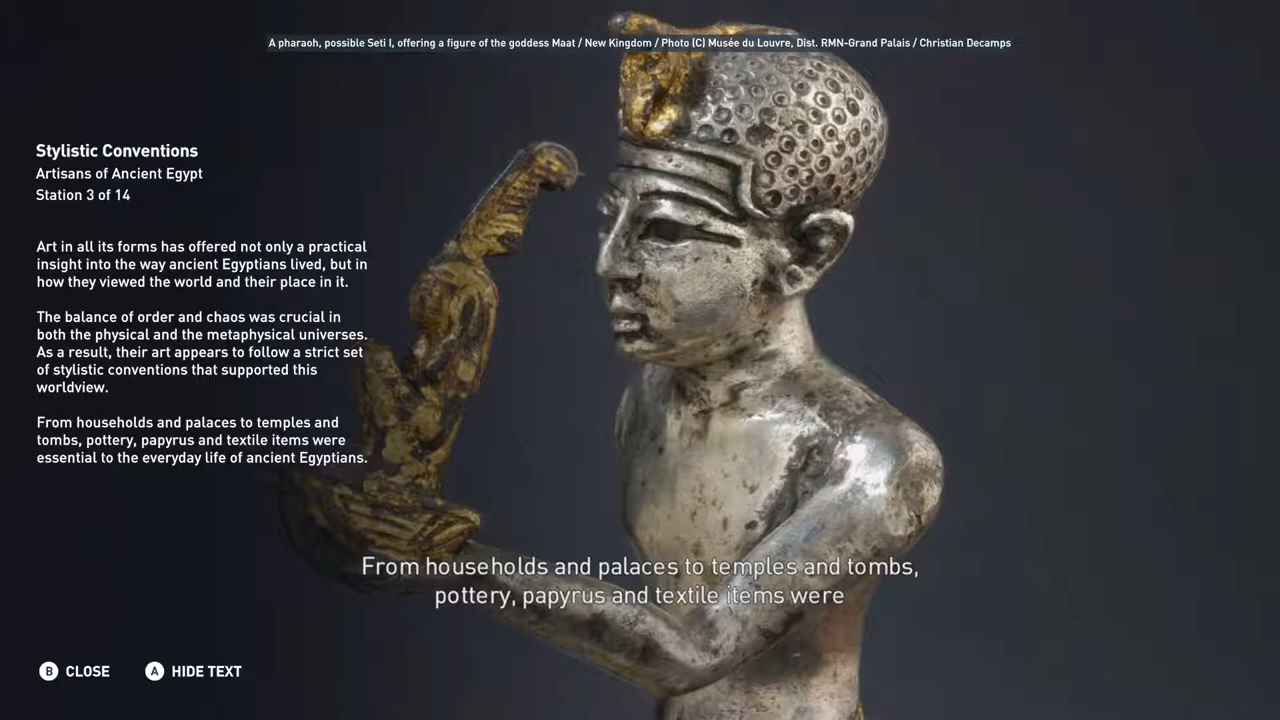 A pharaoh, possible Seti I, offering a figure of the goddess Maat / New Kingdom / Photo (C) Musée du Louvre, Dist. RMN-Grand Palais / Christian Decamps
Stylistic Conventions
Artisans of Ancient Egypt
Station 3 of 14
Art in all its forms has offered not only a practical
insight into the way ancient Egyptians lived, but in
how they viewed the world and their place in it.
The balance of order and chaos was crucial in
both the physical and the metaphysical universes.
As a result, their art appears to follow a strict set
of stylistic conventions that supported this
worldview.
From households and palaces to temples and
tombs, pottery, papyrus and textile items were
essential to the everyday life of ancient Egyptians.
From households and palaces to temples and tombs,
pottery, papyrus and textile items were
B CLOSE A HIDE TEXT